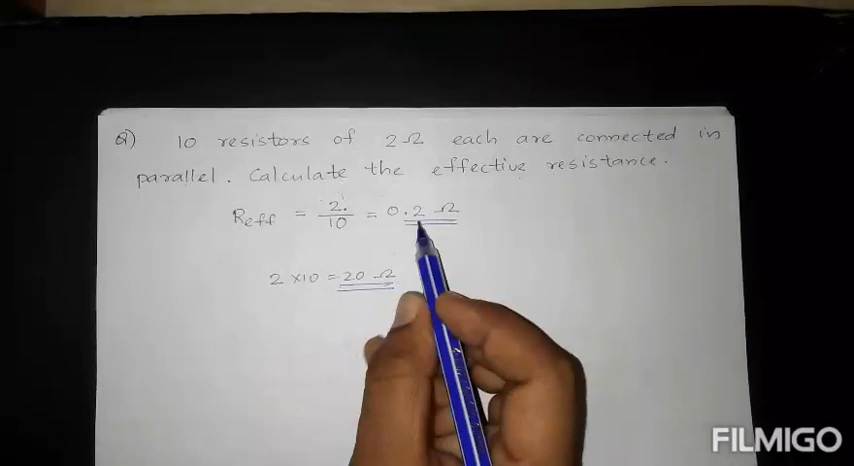 Q) 10 resistors of 2Ω each are connected in
parallel. Calculate the effective resistance.
Reff = 2/10 = 0.2 Ω
2 × 10 = 20 Ω
FILMIGO